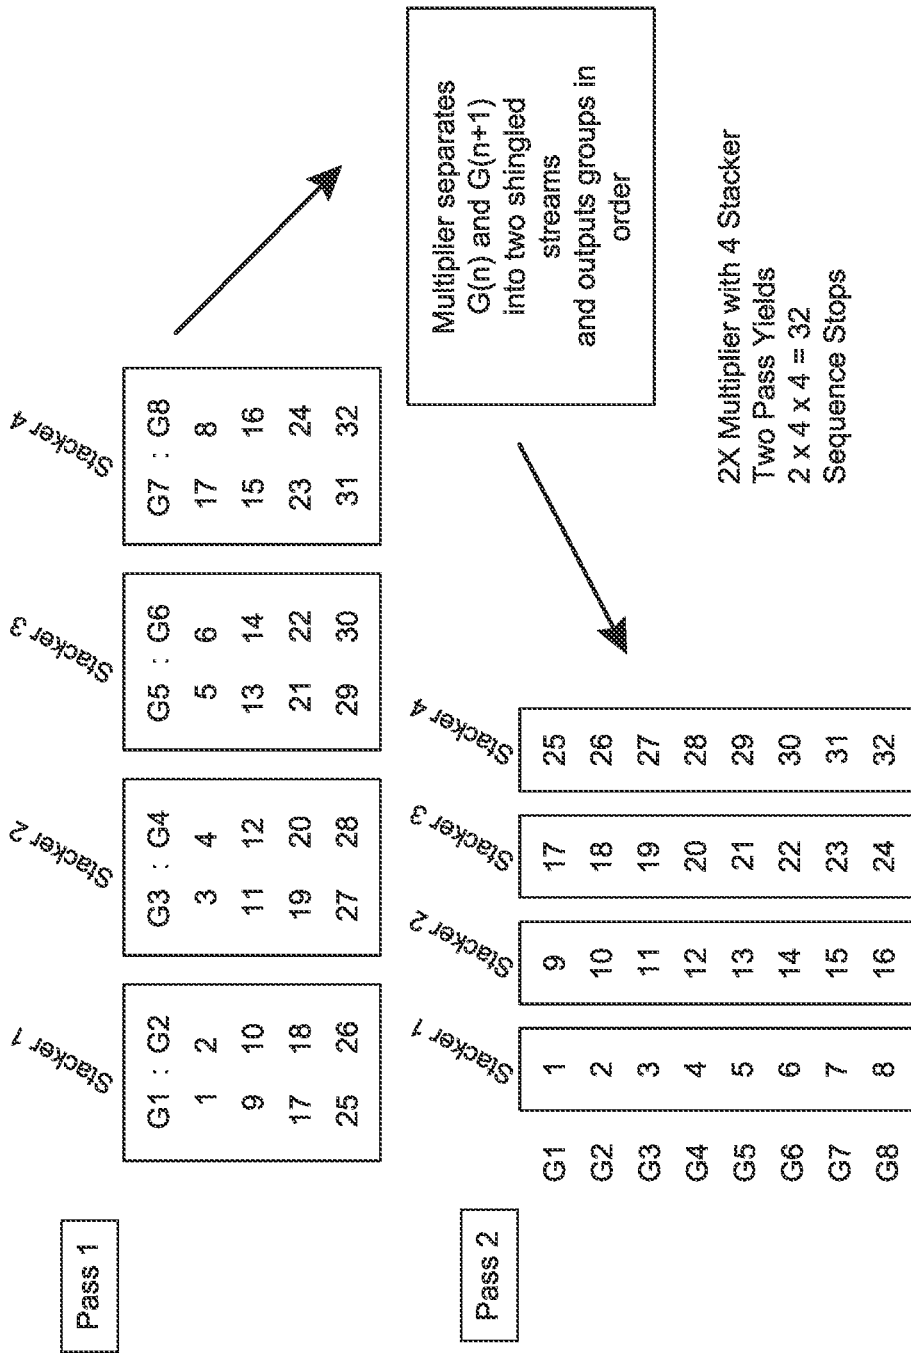 Pass 1
Stacker 1
G1 : G2
1 2
9 10
17 18
25 26
Stacker 2
G3 : G4
3 4
11 12
19 20
27 28
Stacker 3
G5 : G6
5 6
13 14
21 22
29 30
Stacker 4
G7 : G8
17 8
15 16
23 24
31 32
Multiplier separates
G(n) and G(n+1)
into two shingled
streams
and outputs groups in
order
Pass 2
Stacker 1 Stacker 2 Stacker 3 Stacker 4
G1 1 9 17 25
G2 2 10 18 26
G3 3 11 19 27
G4 4 12 20 28
G5 5 13 21 29
G6 6 14 22 30
G7 7 15 23 31
G8 8 16 24 32
2X Multiplier with 4 Stacker
Two Pass Yields
2 x 4 x 4 = 32
Sequence Stops